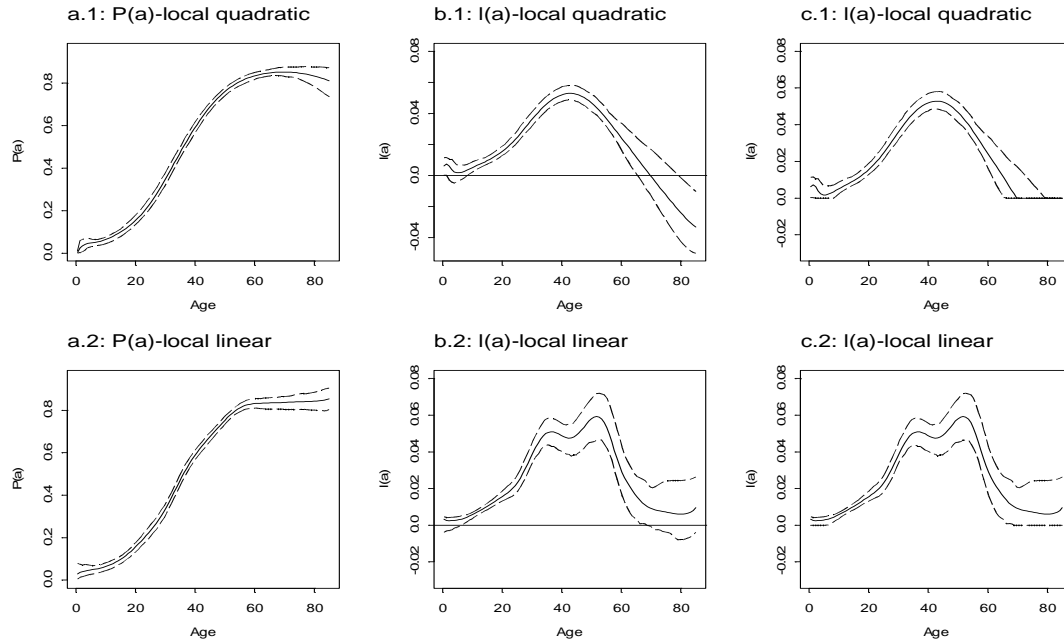 a.1: P(a)-local quadratic
P(a)
0.0 0.2 0.4 0.6 0.8
0 20 40 60 80
Age
b.1: I(a)-local quadratic
I(a)
-0.04 0.0 0.04 0.08
0 20 40 60 80
Age
c.1: I(a)-local quadratic
I(a)
-0.02 0.0 0.02 0.04 0.06 0.08
0 20 40 60 80
Age
a.2: P(a)-local linear
P(a)
0.0 0.2 0.4 0.6 0.8
0 20 40 60 80
Age
b.2: I(a)-local linear
I(a)
-0.02 0.0 0.02 0.04 0.06 0.08
0 20 40 60 80
Age
c.2: I(a)-local linear
I(a)
-0.02 0.0 0.02 0.04 0.06 0.08
0 20 40 60 80
Age